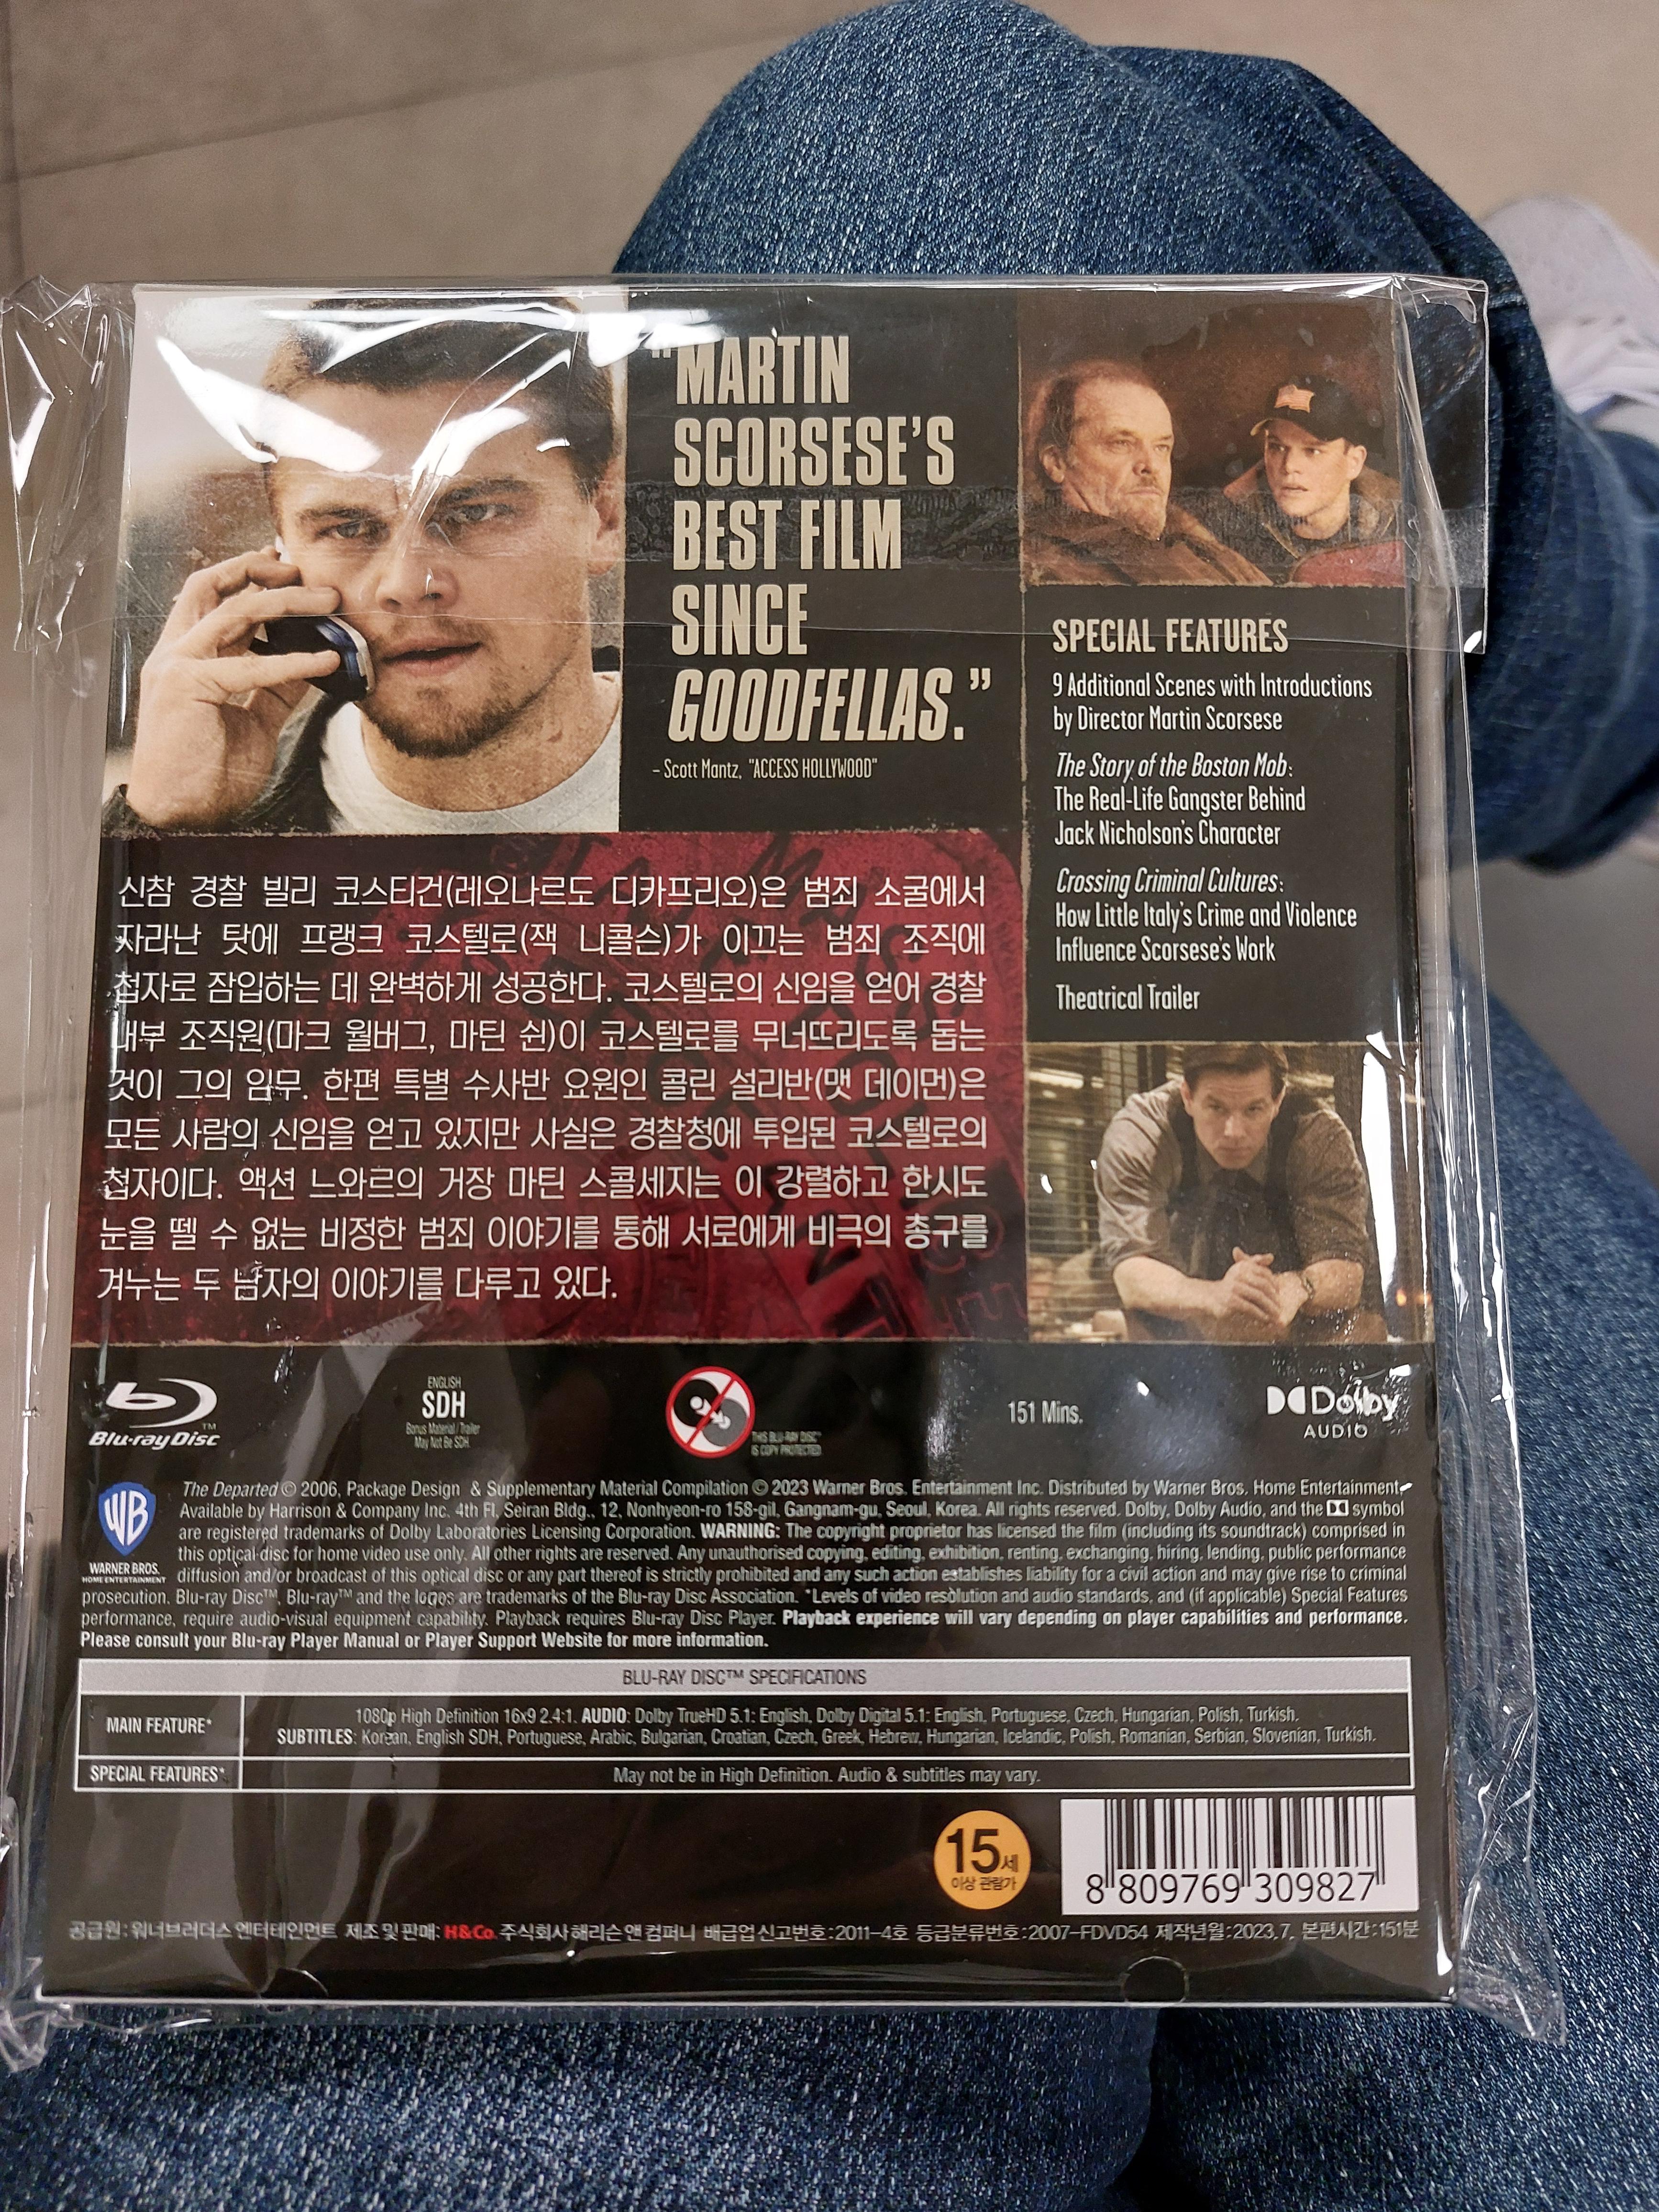 "MARTIN
SCORSESE'S
BEST FILM
SINCE
GOODFELLAS."
– Scott Mantz, "ACCESS HOLLYWOOD"
SPECIAL FEATURES
9 Additional Scenes with Introductions
by Director Martin Scorsese
The Story of the Boston Mob:
The Real-Life Gangster Behind
Jack Nicholson's Character
Crossing Criminal Cultures:
How Little Italy's Crime and Violence
Influence Scorsese's Work
Theatrical Trailer
신참 경찰 빌리 코스티건(레오나르도 디카프리오)은 범죄 소굴에서
자라난 탓에 프랭크 코스텔로(잭 니콜슨)가 이끄는 범죄 조직에
첩자로 잠입하는 데 완벽하게 성공한다. 코스텔로의 신임을 얻어 경찰
내부 조직원(마크 월버그, 마틴 쉰)이 코스텔로를 무너뜨리도록 돕는
것이 그의 임무. 한편 특별 수사반 요원인 콜린 설리반(맷 데이먼)은
모든 사람의 신임을 얻고 있지만 사실은 경찰청에 투입된 코스텔로의
첩자이다. 액션 느와르의 거장 마틴 스콜세지는 이 강렬하고 한시도
눈을 뗄 수 없는 비정한 범죄 이야기를 통해 서로에게 비극의 총구를
겨누는 두 남자의 이야기를 다루고 있다.
Blu-ray Disc™
ENGLISH
SDH
Bonus Material/Trailer
May Not Be SDH.
THIS BLU-RAY DISC™
IS COPY PROTECTED
151 Mins.
Dolby
AUDIO
WB
WARNER BROS.
HOME ENTERTAINMENT
The Departed © 2006, Package Design & Supplementary Material Compilation © 2023 Warner Bros. Entertainment Inc. Distributed by Warner Bros. Home Entertainment.
Available by Harrison & Company Inc. 4th Fl, Seiran Bldg., 12, Nonhyeon-ro 158-gil, Gangnam-gu, Seoul, Korea. All rights reserved. Dolby, Dolby Audio, and the symbol
are registered trademarks of Dolby Laboratories Licensing Corporation. WARNING: The copyright proprietor has licensed the film (including its soundtrack) comprised in
this optical disc for home video use only. All other rights are reserved. Any unauthorised copying, editing, exhibition, renting, exchanging, hiring, lending, public performance
diffusion and/or broadcast of this optical disc or any part thereof is strictly prohibited and any such action establishes liability for a civil action and may give rise to criminal
prosecution. Blu-ray Disc™, Blu-ray™ and the logos are trademarks of the Blu-ray Disc Association. *Levels of video resolution and audio standards, and (if applicable) Special Features
performance, require audio-visual equipment capability. Playback requires Blu-ray Disc Player. Playback experience will vary depending on player capabilities and performance.
Please consult your Blu-ray Player Manual or Player Support Website for more information.
BLU-RAY DISC™ SPECIFICATIONS
MAIN FEATURE*
1080p High Definition 16x9 2.4:1. AUDIO: Dolby TrueHD 5.1: English, Dolby Digital 5.1: English, Portuguese, Czech, Hungarian, Polish, Turkish.
SUBTITLES: Korean, English SDH, Portuguese, Arabic, Bulgarian, Croatian, Czech, Greek, Hebrew, Hungarian, Icelandic, Polish, Romanian, Serbian, Slovenian, Turkish.
SPECIAL FEATURES*
May not be in High Definition. Audio & subtitles may vary.
15세
이상 관람가
8 809769 309827
공급원:워너브러더스 엔터테인먼트 제조 및 판매: H&Co. 주식회사 해리슨 앤 컴퍼니 배급업 신고번호:2011-4호 등급분류번호:2007-FDVD54 제작년월:2023.7. 본편시간:151분